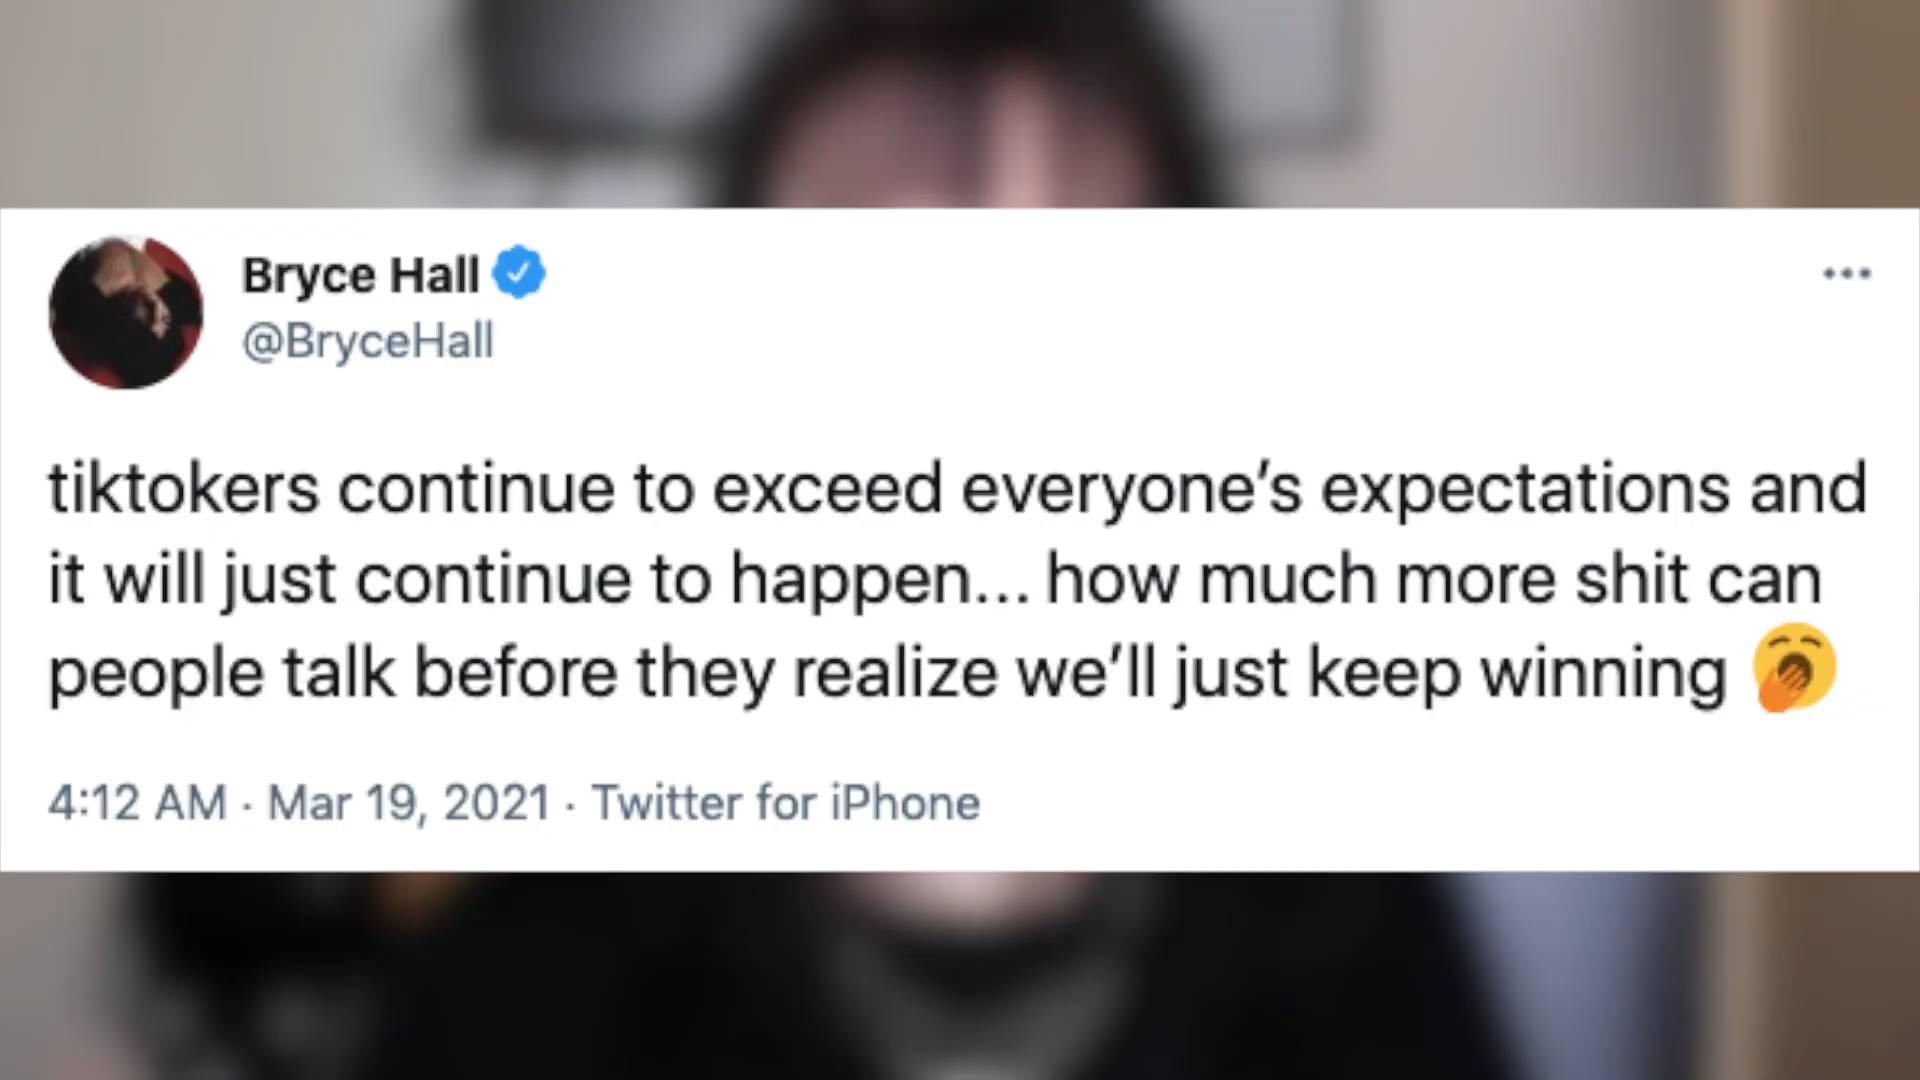 Bryce Hall
@BryceHall
tiktokers continue to exceed everyone’s expectations and
it will just continue to happen... how much more shit can
people talk before they realize we’ll just keep winning 🥱
4:12 AM · Mar 19, 2021 · Twitter for iPhone